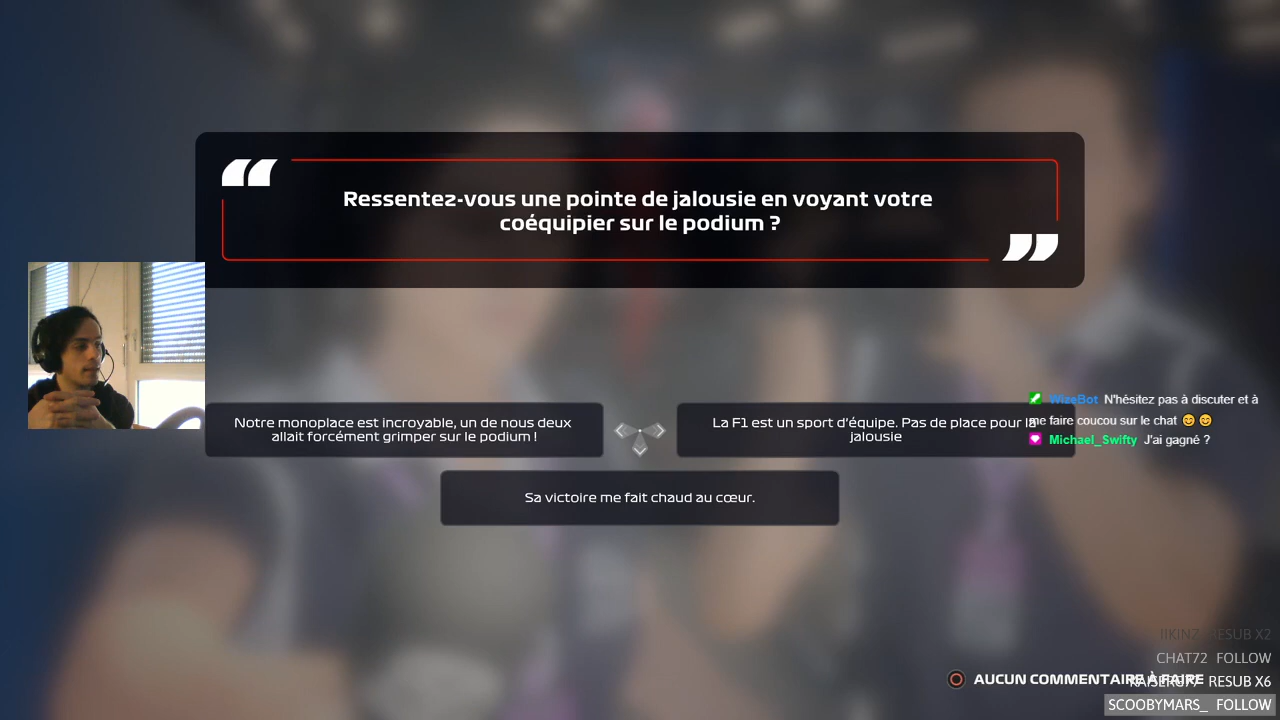 Ressentez-vous une pointe de jalousie en voyant votre
coéquipier sur le podium ?
Notre monoplace est incroyable, un de nous deux
allait forcément grimper sur le podium !
La F1 est un sport d'équipe. Pas de place pour la
jalousie
Sa victoire me fait chaud au cœur.
WizeBot N'hésitez pas à discuter et à
me faire coucou sur le chat 😊 😊
Michael_Swifty J'ai gagné ?
RESUB X2
CHAT72 FOLLOW
AUCUN COMMENTAIRE À FAIRE
RESUB X6
SCOOBYMARS_ FOLLOW